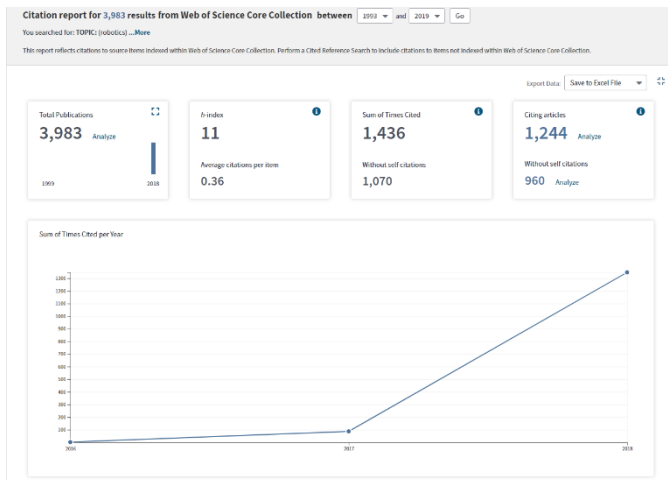 Citation report for 3,983 results from Web of Science Core Collection between 1993 and 2019 Go
You searched for: TOPIC: (robotics) ...More
This report reflects citations to source items indexed within Web of Science Core Collection. Perform a Cited Reference Search to include citations to items not indexed within Web of Science Core Collection.
Export Data: Save to Excel File
Total Publications
3,983 Analyze
1999 2018
h-index
11
Average citations per item
0.36
Sum of Times Cited
1,436
Without self citations
1,070
Citing articles
1,244 Analyze
Without self citations
960 Analyze
Sum of Times Cited per Year
1300
1200
1100
1000
900
800
700
600
500
400
300
200
100
2016 2017 2018